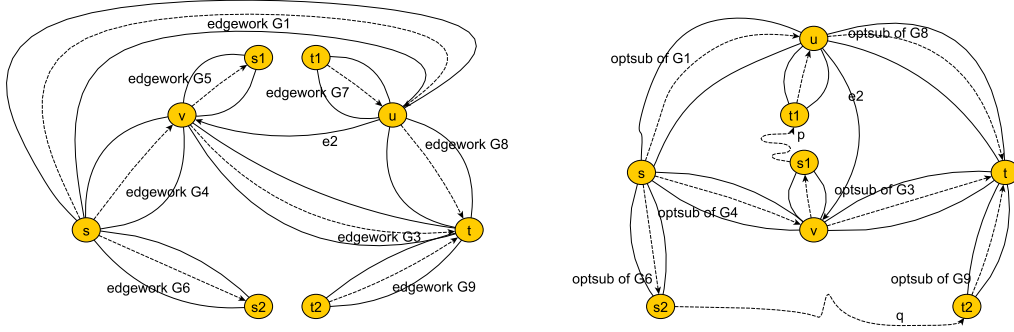 edgework G1
s1
t1
edgework G5
edgework G7
v
u
e2
edgework G8
edgework G4
s
edgework G3
t
edgework G6
edgework G9
s2
t2
u
optsub of G8
optsub of G1
e2
t1
p
s1
s
t
optsub of G3
optsub of G4
v
optsub of G6
optsub of G9
s2
t2
q